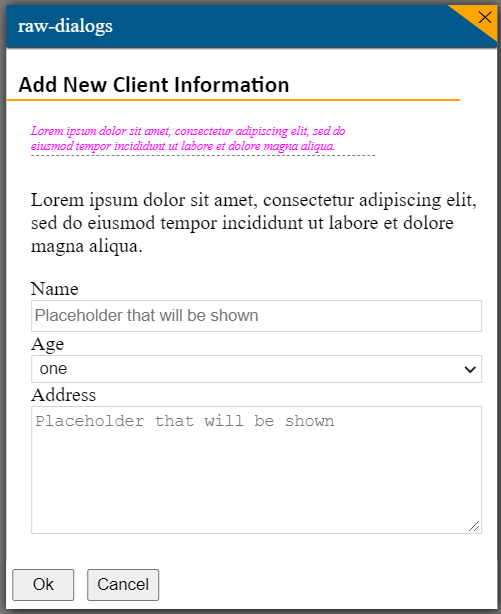 raw-dialogs
Add New Client Information
Lorem ipsum dolor sit amet, consectetur adipiscing elit, sed do
eiusmod tempor incididunt ut labore et dolore magna aliqua.
Lorem ipsum dolor sit amet, consectetur adipiscing elit,
sed do eiusmod tempor incididunt ut labore et dolore
magna aliqua.
Name
Placeholder that will be shown
Age
one
Address
Placeholder that will be shown
Ok Cancel